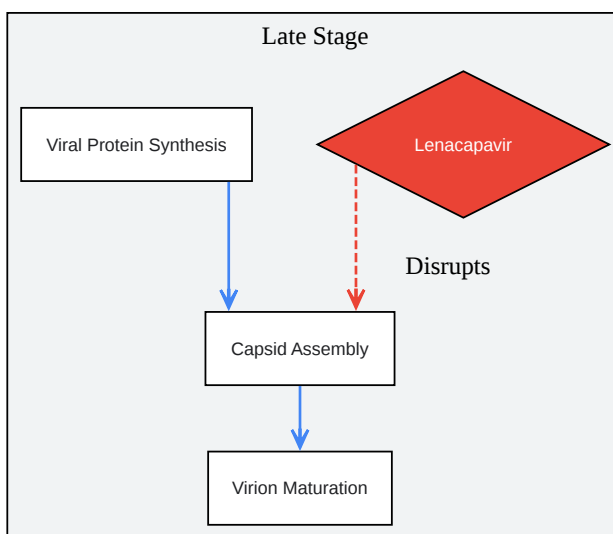 Late Stage
Viral Protein Synthesis
Lenacapavir
Disrupts
Capsid Assembly
Virion Maturation